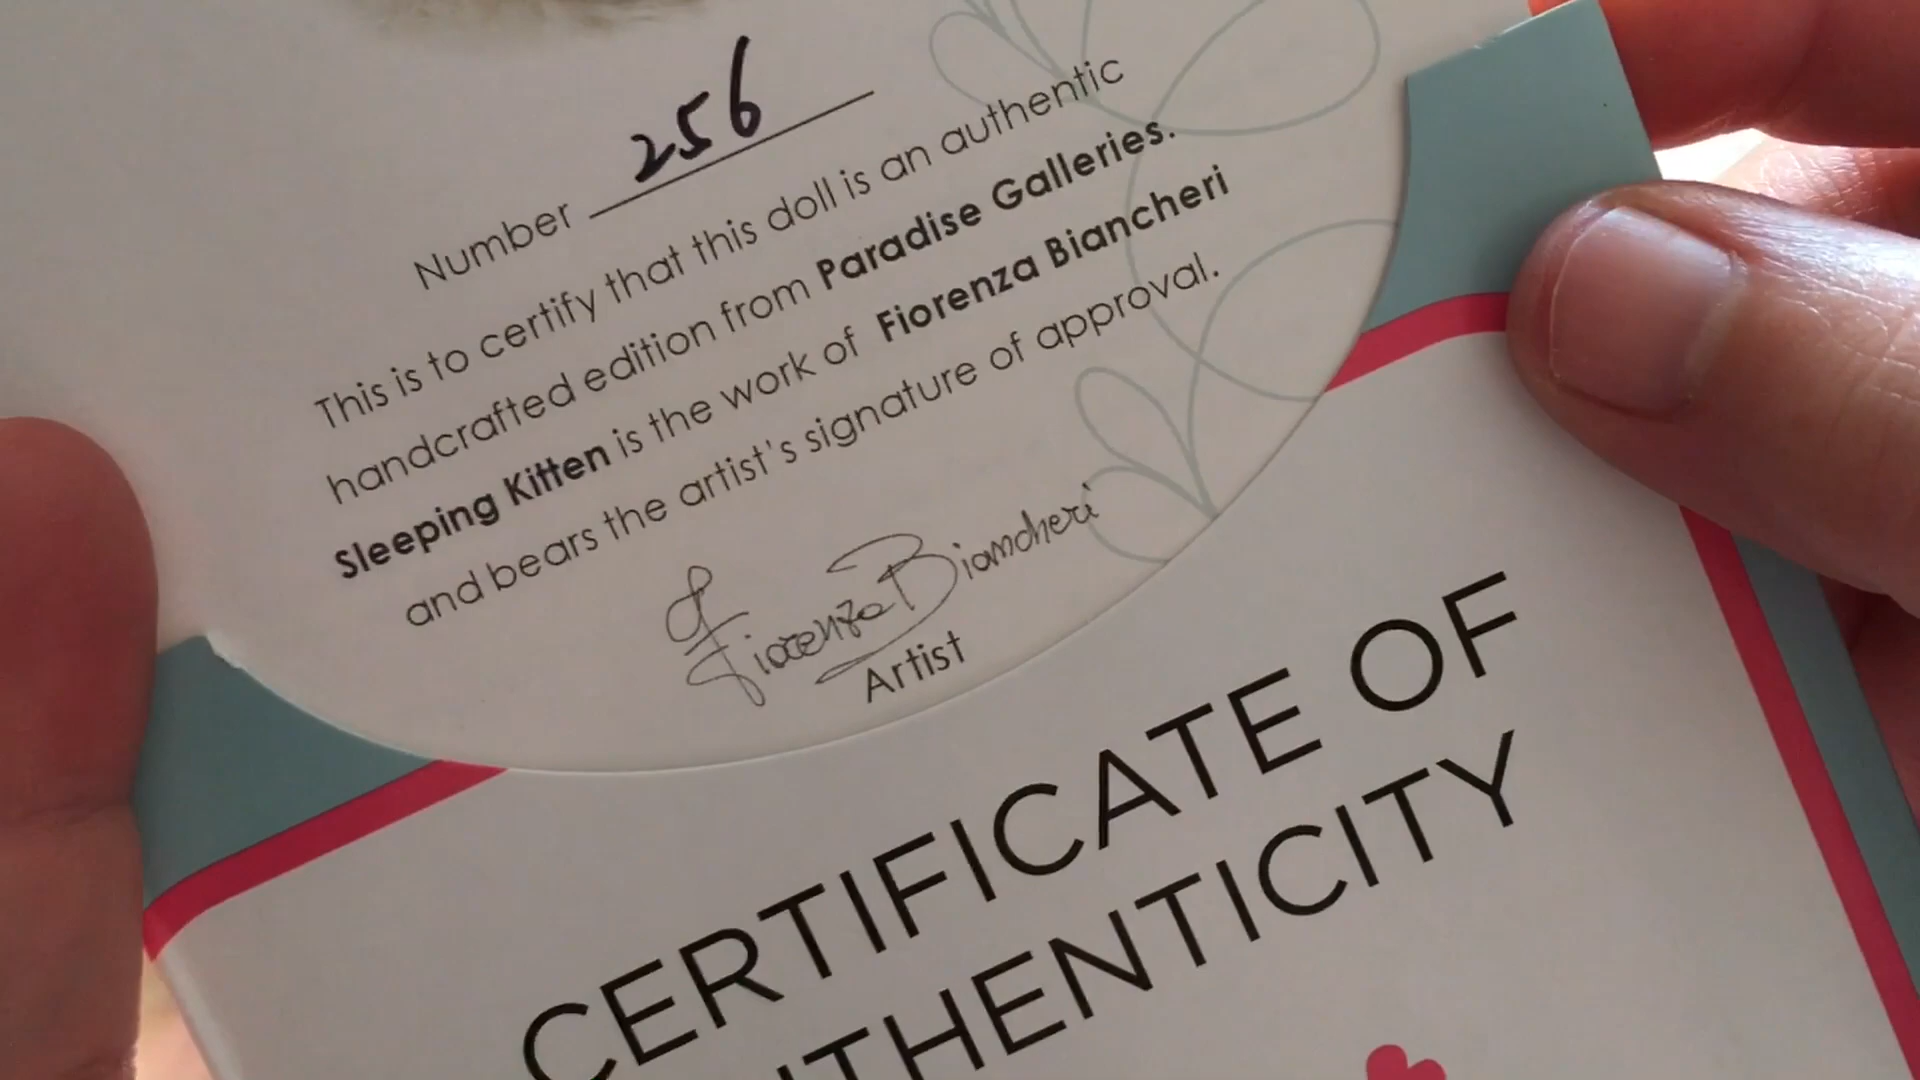 Number 256
This is to certify that this doll is an authentic
handcrafted edition from Paradise Galleries.
Sleeping Kitten is the work of Fiorenza Biancheri
and bears the artist's signature of approval.
Fiorenza Biancheri
Artist
CERTIFICATE OF
THENTICITY